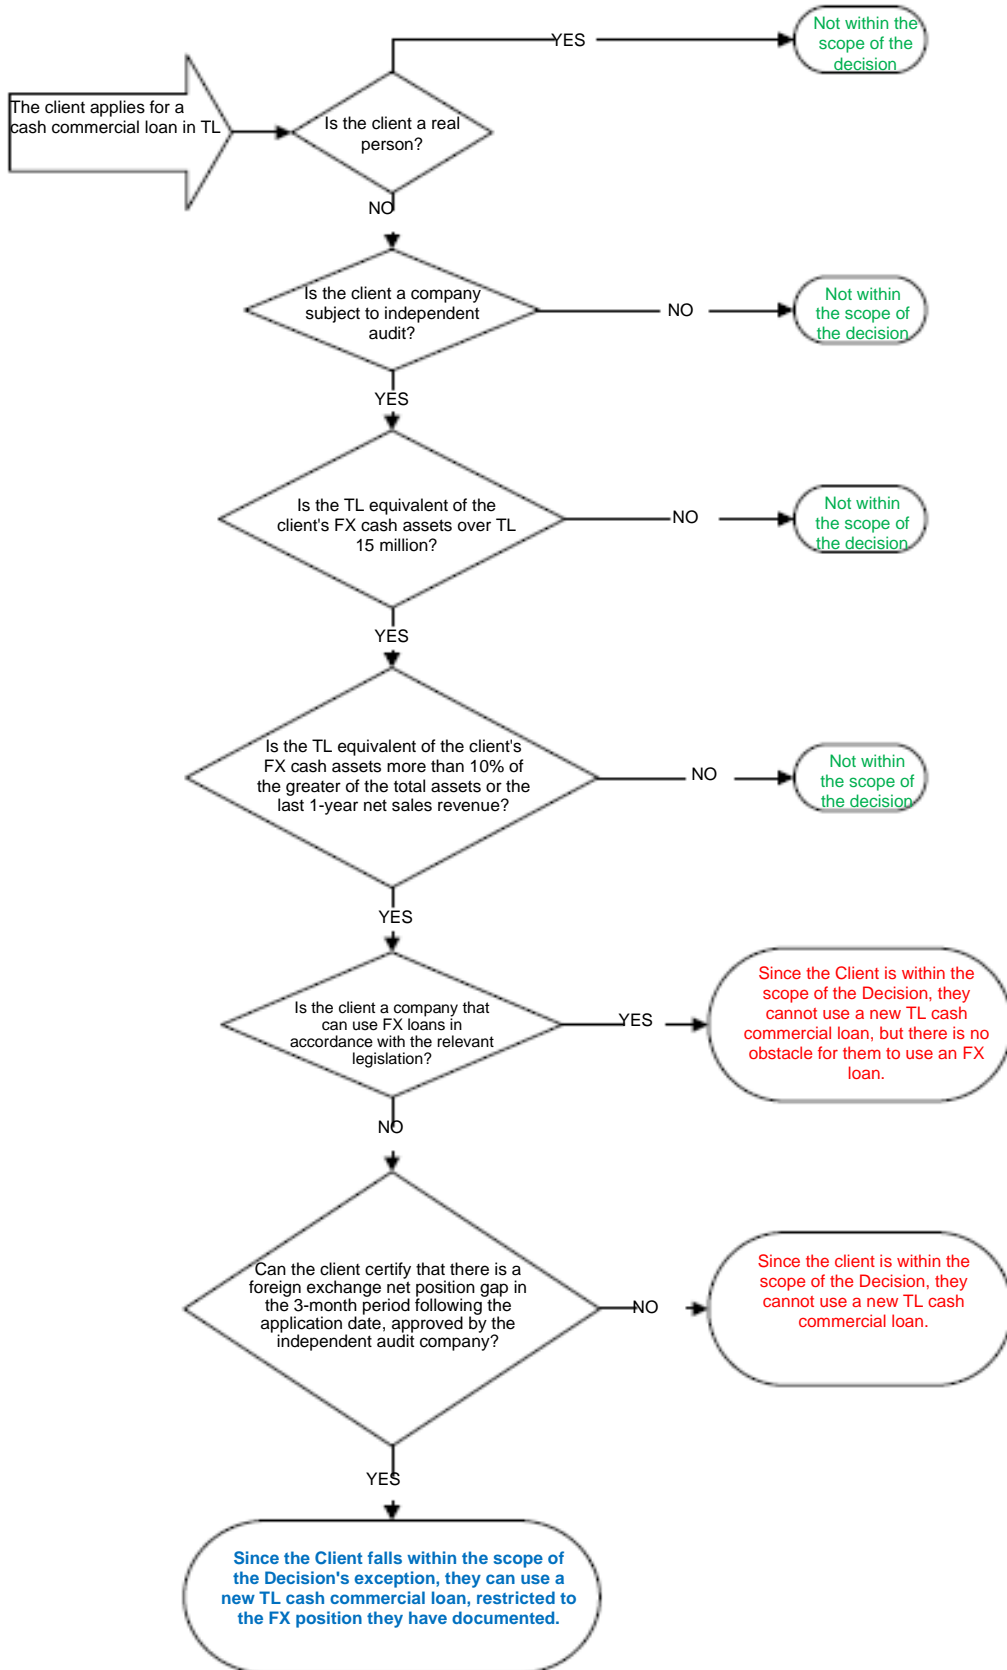 YES
Not within the
scope of the
decision
The client applies for a
cash commercial loan in TL
Is the client a real
person?
NO
Is the client a company
subject to independent
audit?
NO
Not within
the scope of
the decision
YES
Is the TL equivalent of the
client's FX cash assets over TL
15 million?
NO
Not within
the scope of
the decision
YES
Is the TL equivalent of the client's
FX cash assets more than 10% of
the greater of the total assets or the
last 1-year net sales revenue?
NO
Not within
the scope of
the decision
YES
Is the client a company that
can use FX loans in
accordance with the relevant
legislation?
YES
Since the Client is within the
scope of the Decision, they
cannot use a new TL cash
commercial loan, but there is no
obstacle for them to use an FX
loan.
NO
Can the client certify that there is a
foreign exchange net position gap in
the 3-month period following the
application date, approved by the
independent audit company?
NO
Since the client is within the
scope of the Decision, they
cannot use a new TL cash
commercial loan.
YES
Since the Client falls within the scope of
the Decision's exception, they can use a
new TL cash commercial loan, restricted to
the FX position they have documented.